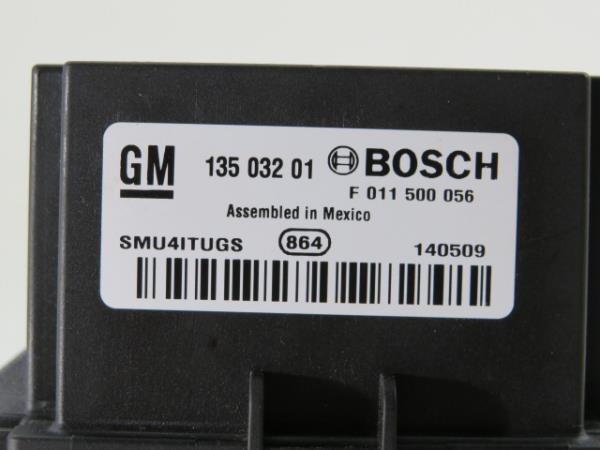 GM 135 032 01 BOSCH
F 011 500 056
Assembled in Mexico
SMU4ITUGS 864 140509